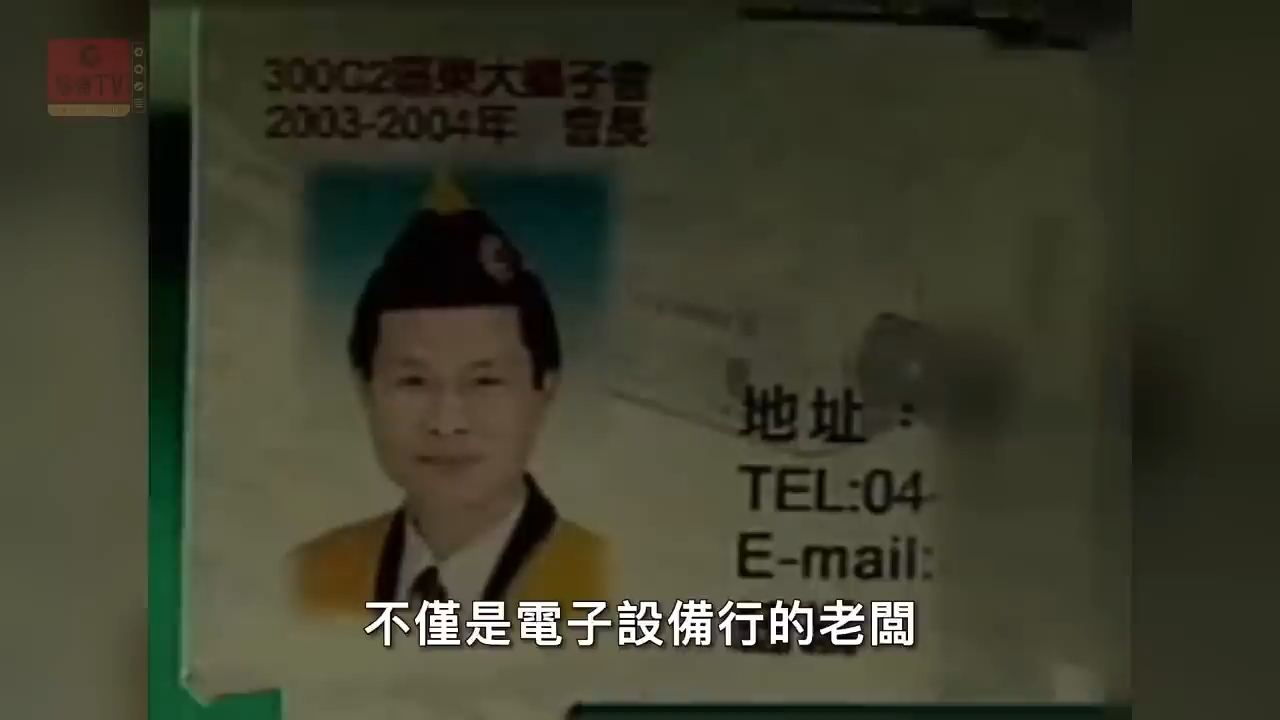 300C2區東大獅子會
2003-2004年 會長
地址：
TEL:04-
E-mail:
不僅是電子設備行的老闆